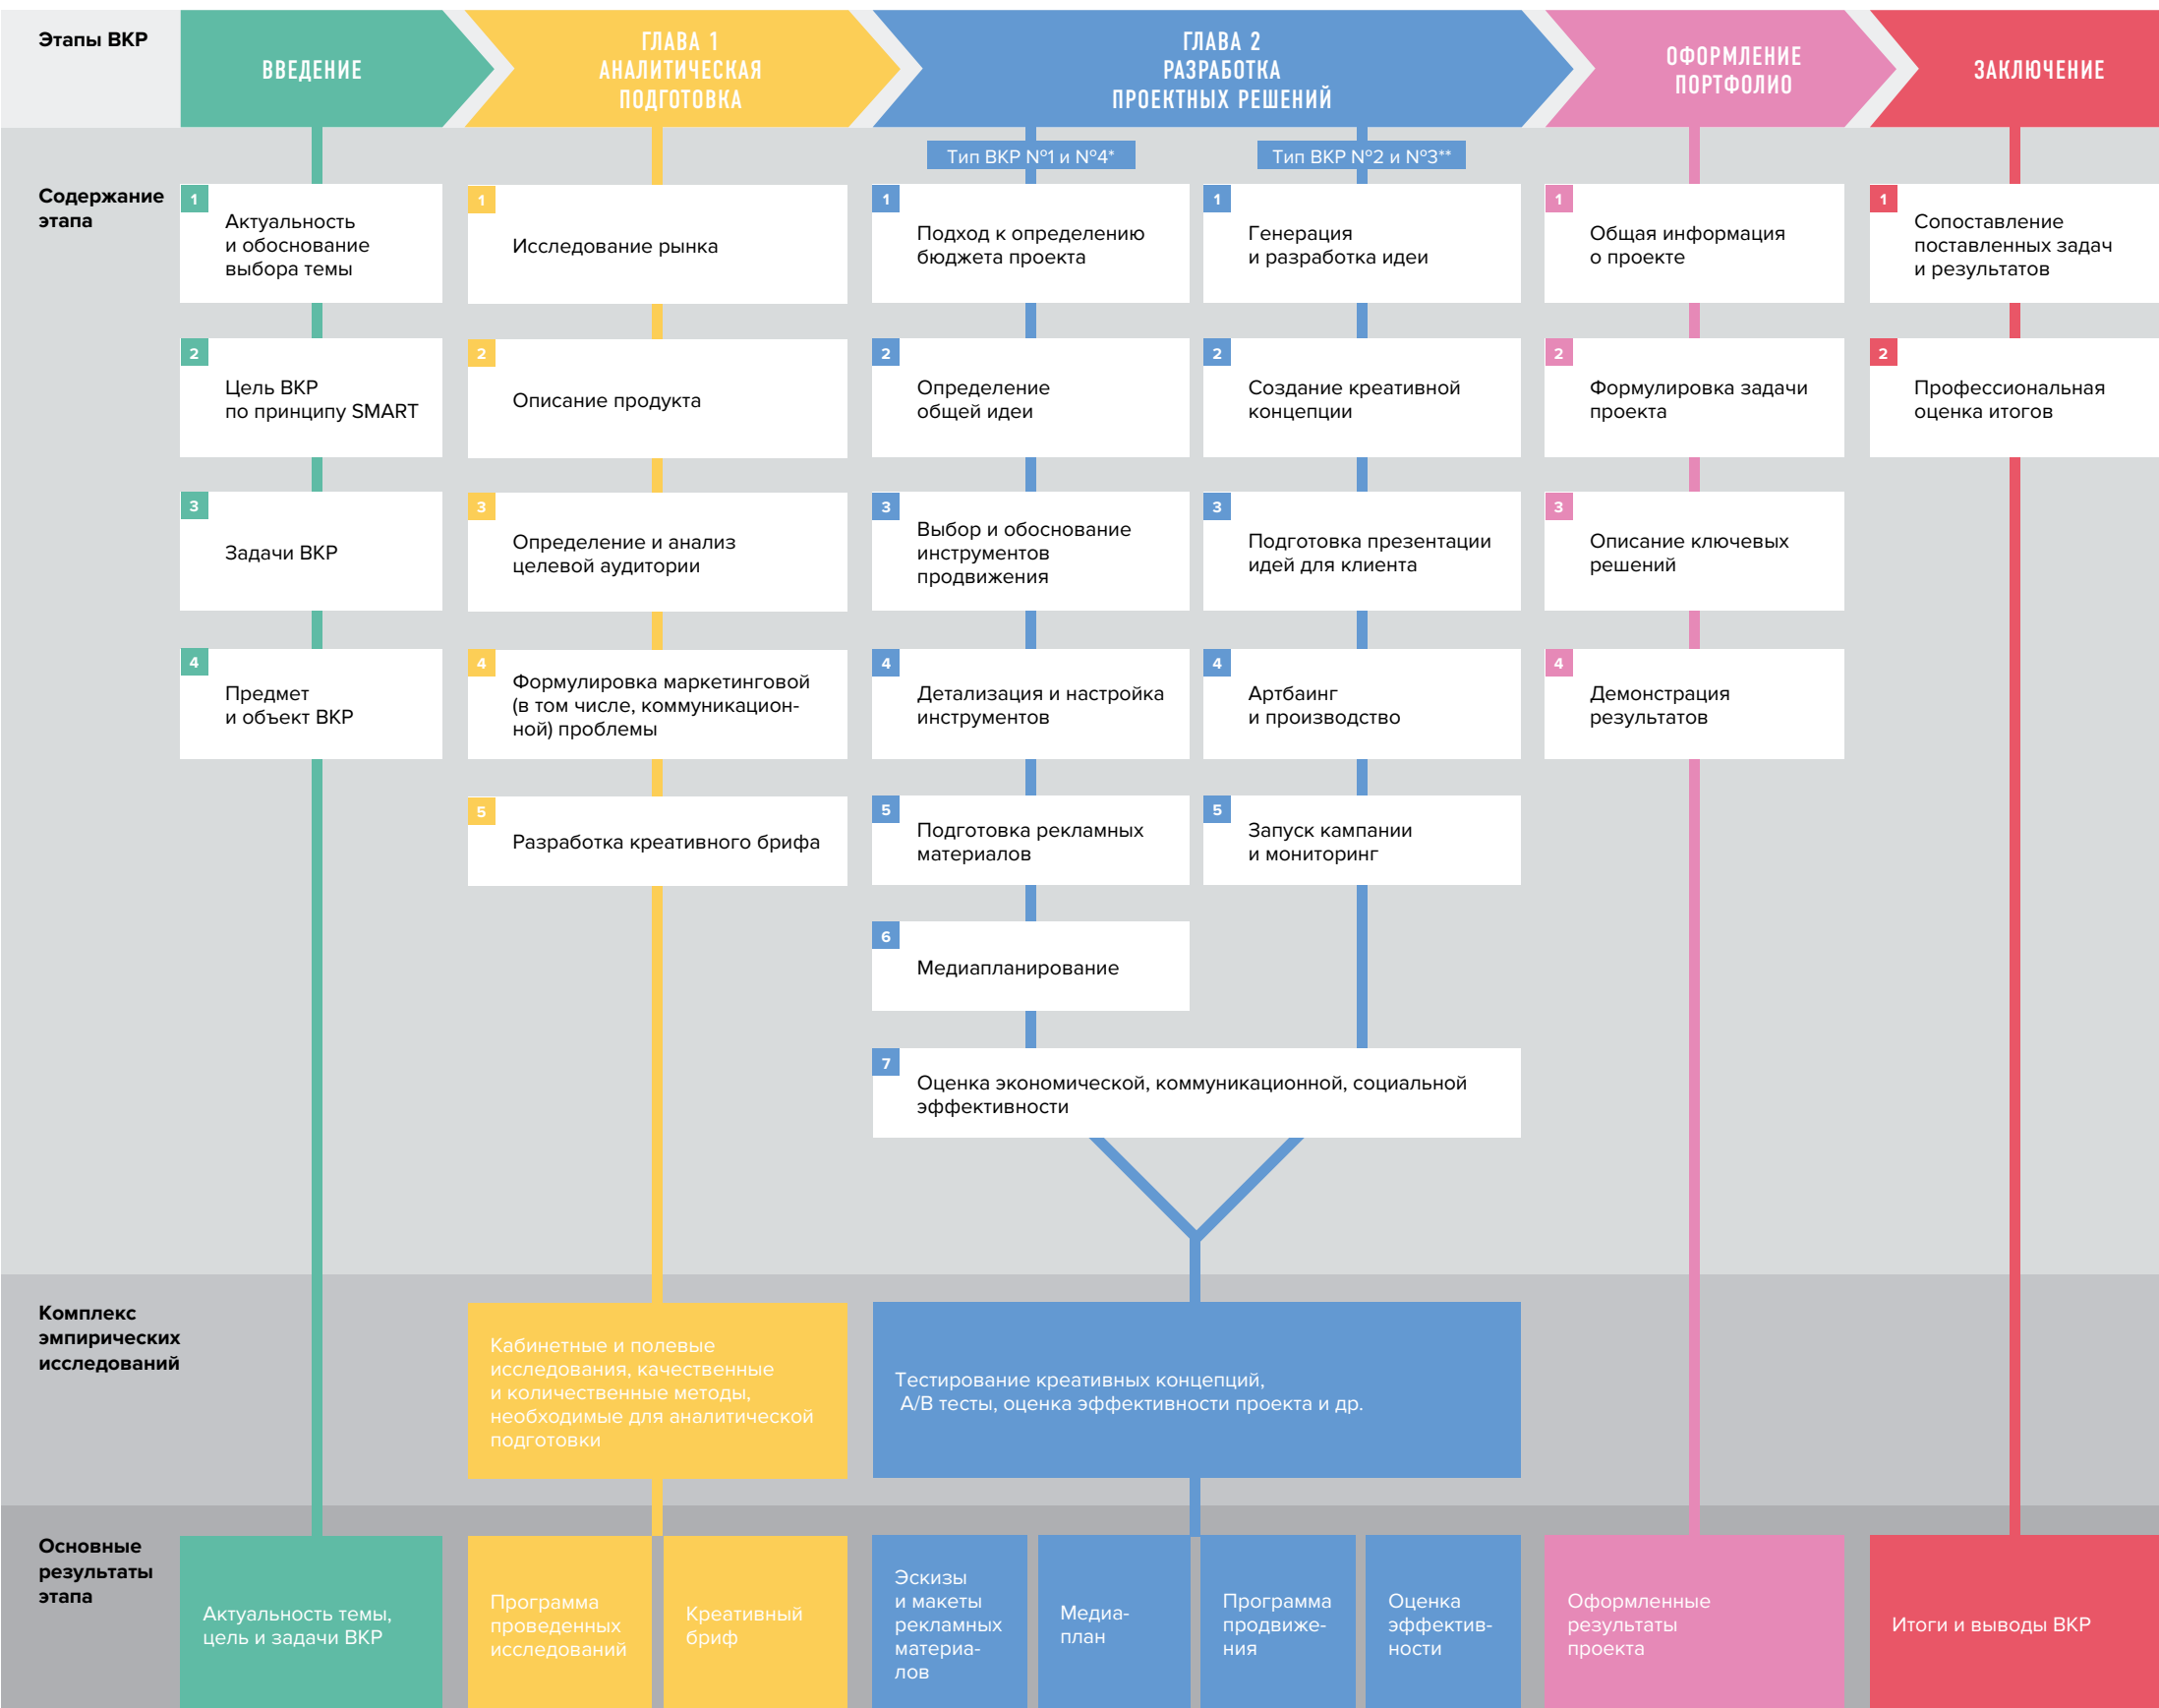 Этапы ВКР
ВВЕДЕНИЕ
ГЛАВА 1
АНАЛИТИЧЕСКАЯ
ПОДГОТОВКА
ГЛАВА 2
РАЗРАБОТКА
ПРОЕКТНЫХ РЕШЕНИЙ
ОФОРМЛЕНИЕ
ПОРТФОЛИО
ЗАКЛЮЧЕНИЕ
Содержание
этапа
1
Актуальность
и обоснование
выбора темы
2
Цель ВКР
по принципу SMART
3
Задачи ВКР
4
Предмет
и объект ВКР
1
Исследование рынка
2
Описание продукта
3
Определение и анализ
целевой аудитории
4
Формулировка маркетинговой
(в том числе, коммуникацион-
ной) проблемы
5
Разработка креативного брифа
Тип ВКР №1 и №4*
1
Подход к определению
бюджета проекта
2
Определение
общей идеи
3
Выбор и обоснование
инструментов
продвижения
4
Детализация и настройка
инструментов
5
Подготовка рекламных
материалов
6
Медиапланирование
Тип ВКР №2 и №3**
1
Генерация
и разработка идеи
2
Создание креативной
концепции
3
Подготовка презентации
идей для клиента
4
Артбаинг
и производство
5
Запуск кампании
и мониторинг
7
Оценка экономической, коммуникационной, социальной
эффективности
1
Общая информация
о проекте
2
Формулировка задачи
проекта
3
Описание ключевых
решений
4
Демонстрация
результатов
1
Сопоставление
поставленных задач
и результатов
2
Профессиональная
оценка итогов
Комплекс
эмпирических
исследований
Кабинетные и полевые
исследования, качественные
и количественные методы,
необходимые для аналитической
подготовки
Тестирование креативных концепций,
А/В тесты, оценка эффективности проекта и др.
Основные
результаты
этапа
Актуальность темы,
цель и задачи ВКР
Программа
проведенных
исследований
Креативный
бриф
Эскизы
и макеты
рекламных
материа-
лов
Медиа-
план
Программа
продвиже-
ния
Оценка
эффектив-
ности
Оформленные
результаты
проекта
Итоги и выводы ВКР